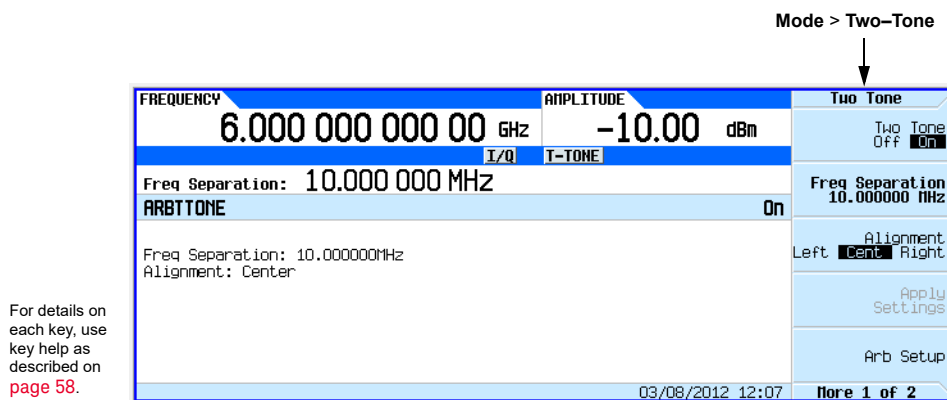 Mode > Two–Tone
FREQUENCY
AMPLITUDE
6.000 000 000 00 GHz
−10.00 dBm
I/Q
T-TONE
Freq Separation: 10.000 000 MHz
ARBTTONE
On
Freq Separation: 10.000000MHz
Alignment: Center
03/08/2012 12:07
Two Tone
Two Tone
Off On
Freq Separation
10.000000 MHz
Alignment
Left Cent Right
Apply
Settings
Arb Setup
More 1 of 2
For details on
each key, use
key help as
described on
page 58.